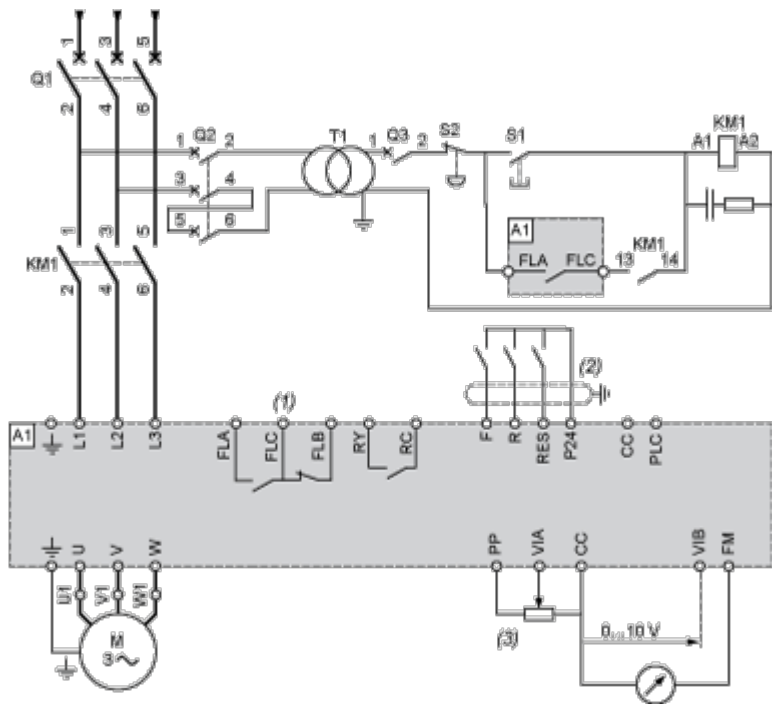 1 3 5
Q1
2 4 6
1 Q2 2
3 4
5 6
T1
1 Q3 2
S2
S1
KM1
A1 A2
A1
FLA FLC
KM1
13 14
1 3 5
KM1
2 4 6
(1)
(2)
A1
L1 L2 L3
FLA FLC FLB RY RC
F R RES P24 CC PLC
U V W
PP VIA CC VIB FM
U1 V1 W1
M
3
(3)
0 ... 10 V